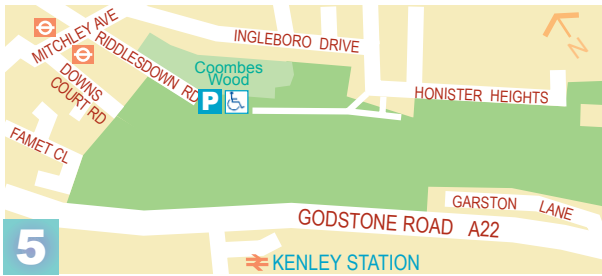 MITCHLEY AVE
RIDDLESDOWN RD
INGLEBORO DRIVE
DOWNS
COURT RD
Coombes
Wood
P
HONISTER HEIGHTS
FAMET CL
N
GARSTON LANE
GODSTONE ROAD A22
5
KENLEY STATION